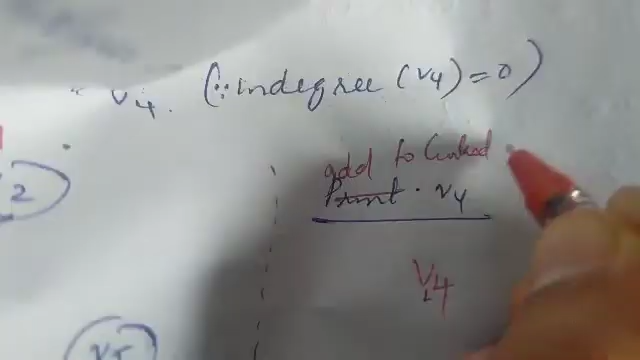 " V4. (∵ indegree (V4) = 0)
add to Linked
Print . V4
2
V4
V5